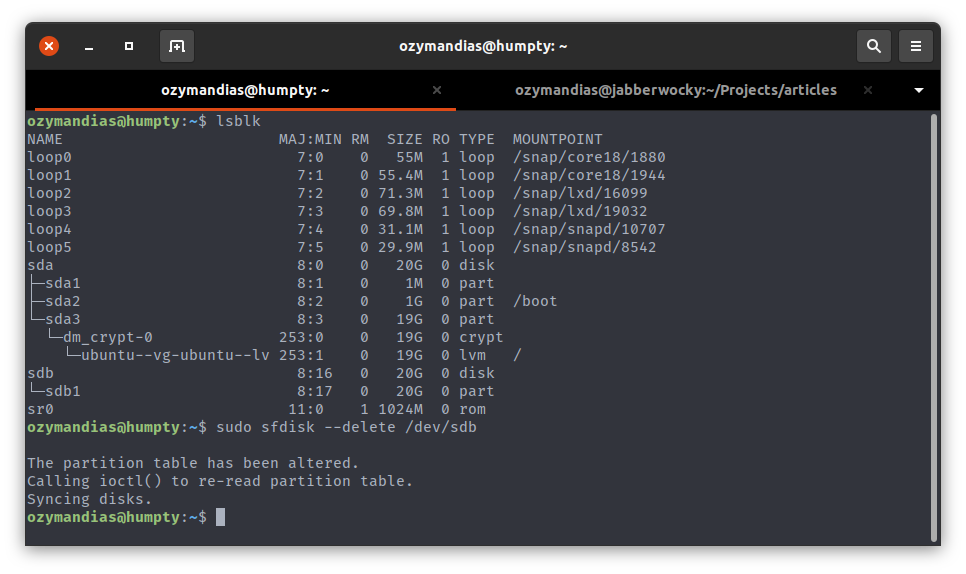 ozymandias@humpty: ~
ozymandias@humpty: ~
ozymandias@jabberwocky:~/Projects/articles
ozymandias@humpty:~$ lsblk
NAME                        MAJ:MIN RM   SIZE RO TYPE  MOUNTPOINT
loop0                         7:0    0    55M  1 loop  /snap/core18/1880
loop1                         7:1    0  55.4M  1 loop  /snap/core18/1944
loop2                         7:2    0  71.3M  1 loop  /snap/lxd/16099
loop3                         7:3    0  69.8M  1 loop  /snap/lxd/19032
loop4                         7:4    0  31.1M  1 loop  /snap/snapd/10707
loop5                         7:5    0  29.9M  1 loop  /snap/snapd/8542
sda                           8:0    0    20G  0 disk
├─sda1                        8:1    0     1M  0 part
├─sda2                        8:2    0     1G  0 part  /boot
└─sda3                        8:3    0    19G  0 part
  └─dm_crypt-0              253:0    0    19G  0 crypt
    └─ubuntu--vg-ubuntu--lv 253:1    0    19G  0 lvm   /
sdb                           8:16   0    20G  0 disk
└─sdb1                        8:17   0    20G  0 part
sr0                          11:0    1  1024M  0 rom
ozymandias@humpty:~$ sudo sfdisk --delete /dev/sdb
The partition table has been altered.
Calling ioctl() to re-read partition table.
Syncing disks.
ozymandias@humpty:~$